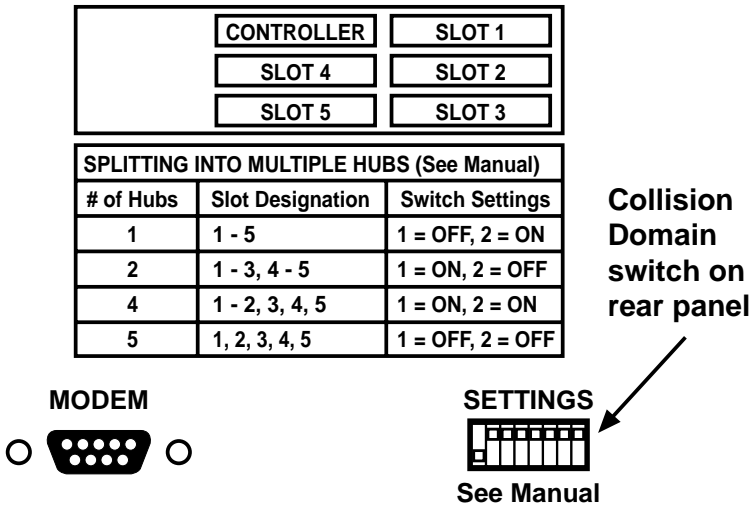 CONTROLLER SLOT 1
SLOT 4 SLOT 2
SLOT 5 SLOT 3
SPLITTING INTO MULTIPLE HUBS (See Manual)
# of Hubs Slot Designation Switch Settings
1 1 - 5 1 = OFF, 2 = ON
2 1 - 3, 4 - 5 1 = ON, 2 = OFF
4 1 - 2, 3, 4, 5 1 = ON, 2 = ON
5 1, 2, 3, 4, 5 1 = OFF, 2 = OFF
Collision
Domain
switch on
rear panel
MODEM
SETTINGS
See Manual